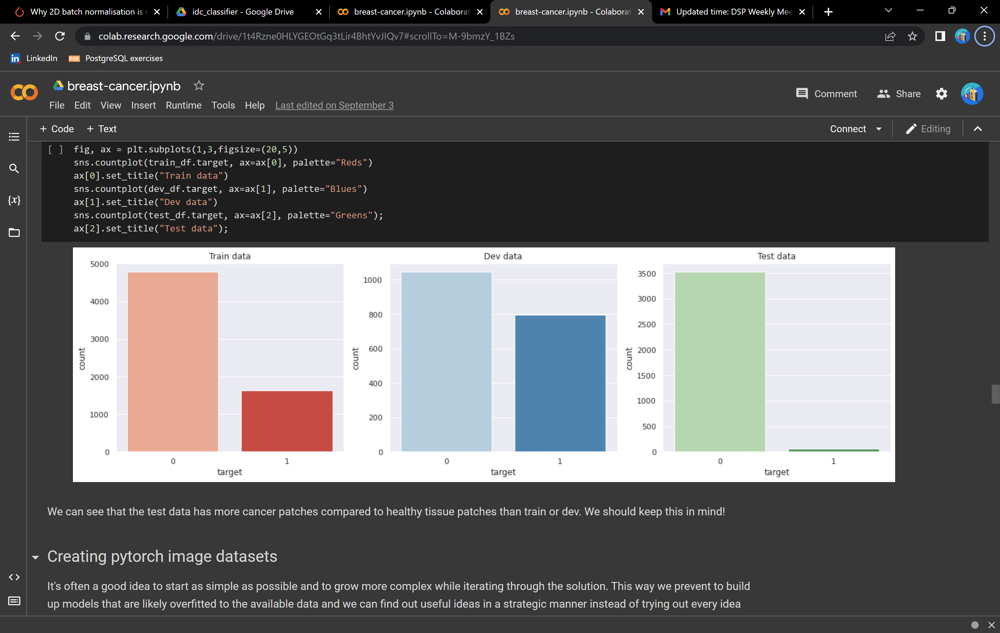 Why 2D batch normalisation is
idc_classifier - Google Drive
breast-cancer.ipynb - Colaborat
breast-cancer.ipynb - Colaborat
Updated time: DSP Weekly Mee
colab.research.google.com/drive/1t4Rzne0HLYGEOtGq3tLir4BhtYvJIQv7#scrollTo=M-9bmzY_1BZs
in LinkedIn
PGE PostgreSQL exercises
breast-cancer.ipynb
Comment
Share
File Edit View Insert Runtime Tools Help Last edited on September 3
+ Code + Text
Connect
Editing
[ ] fig, ax = plt.subplots(1,3,figsize=(20,5))
sns.countplot(train_df.target, ax=ax[0], palette="Reds")
ax[0].set_title("Train data")
sns.countplot(dev_df.target, ax=ax[1], palette="Blues")
ax[1].set_title("Dev data")
sns.countplot(test_df.target, ax=ax[2], palette="Greens");
ax[2].set_title("Test data");
{x}
Train data
5000
4000
3000
2000
1000
0
count
0 1
target
Dev data
1000
800
600
400
200
0
count
0 1
target
Test data
3500
3000
2500
2000
1500
1000
500
0
count
0 1
target
We can see that the test data has more cancer patches compared to healthy tissue patches than train or dev. We should keep this in mind!
Creating pytorch image datasets
It's often a good idea to start as simple as possible and to grow more complex while iterating through the solution. This way we prevent to build
up models that are likely overfitted to the available data and we can find out useful ideas in a strategic manner instead of trying out every idea